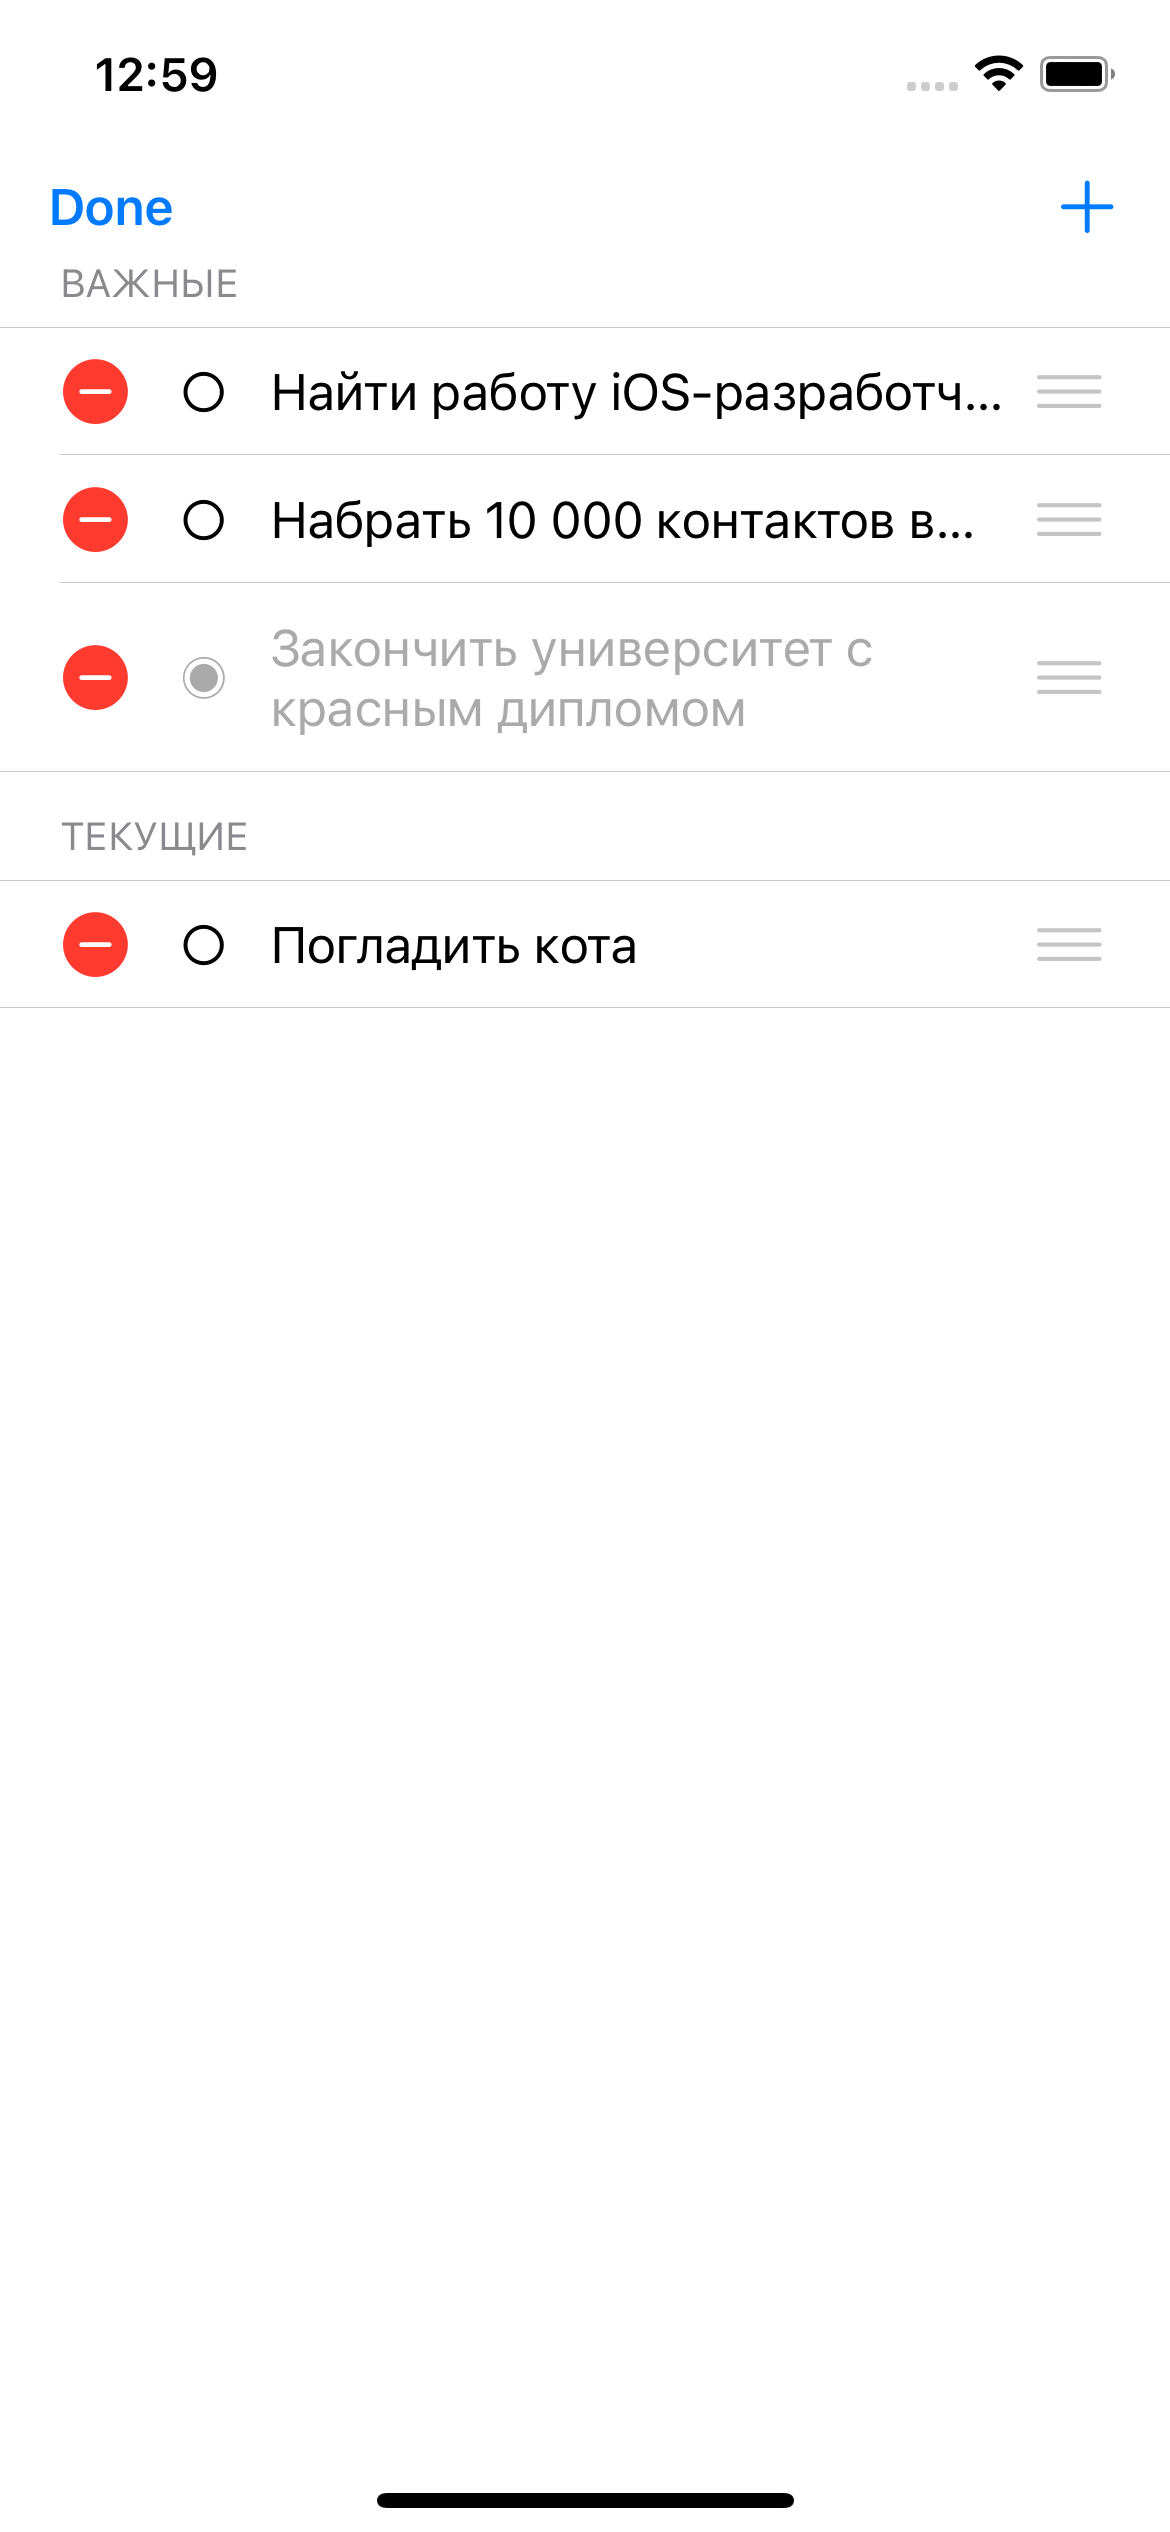 12:59
Done
ВАЖНЫЕ
Найти работу iOS-разработч...
Набрать 10 000 контактов в...
Закончить университет с
красным дипломом
ТЕКУЩИЕ
Погладить кота